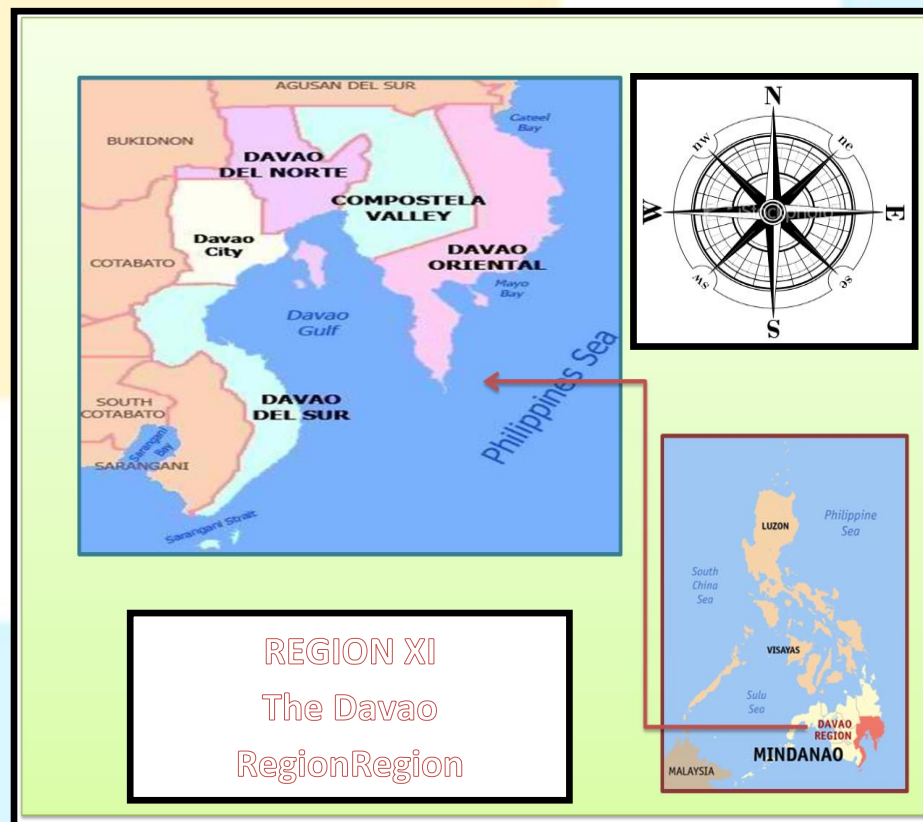 AGUSAN DEL SUR
Cateel
Bay
BUKIDNON
DAVAO
DEL NORTE
COMPOSTELA
VALLEY
Davao
City
DAVAO
ORIENTAL
COTABATO
Mayo
Bay
Davao
Gulf
Philippines Sea
DAVAO
DEL SUR
SOUTH
COTABATO
Sarangani
Bay
SARANGANI
Sarangani Strait
N
nw
ne
W
E
sw
se
S
LUZON
Philippine
Sea
South
China
Sea
VISAYAS
Sulu
Sea
DAVAO
REGION
MINDANAO
MALAYSIA
REGION XI
The Davao
RegionRegion